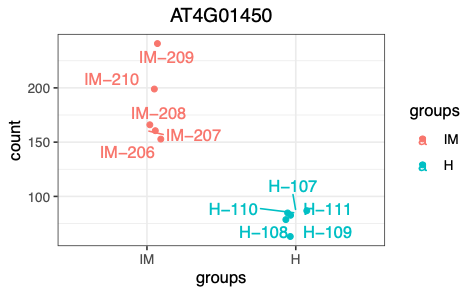 AT4G01450
count
200
150
100
IM−209
IM−210
IM−208
IM−207
IM−206
H−107
H−110
H−111
H−108
H−109
IM
H
groups
groups
a IM
a H